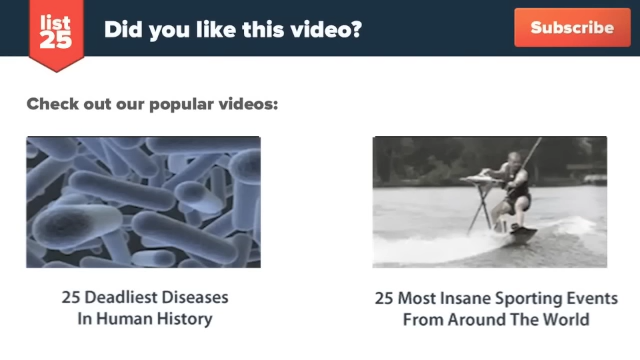 list
25
Did you like this video?
Subscribe
Check out our popular videos:
25 Deadliest Diseases
In Human History
25 Most Insane Sporting Events
From Around The World